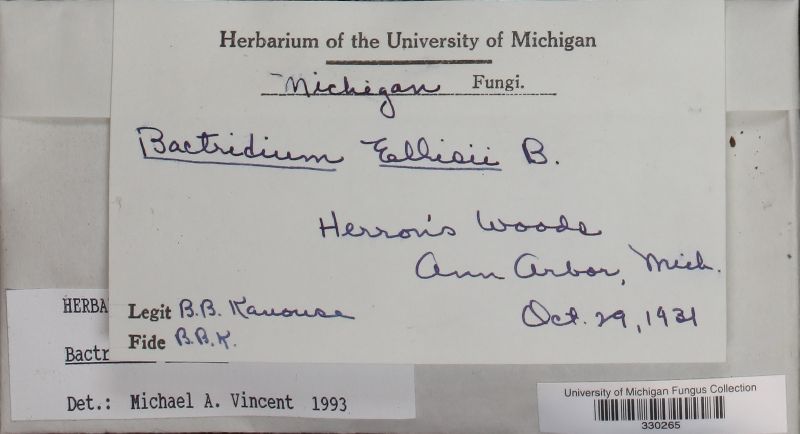 Herbarium of the University of Michigan
Michigan Fungi.
Bactridium Ellisii B.
Herron's Woods
Ann Arbor, Mich.
Oct. 29, 1931
Legit B.B. Kanouse
Fide B.B.K.
HERBA
Bactr
Det.: Michael A. Vincent 1993
University of Michigan Fungus Collection
330265